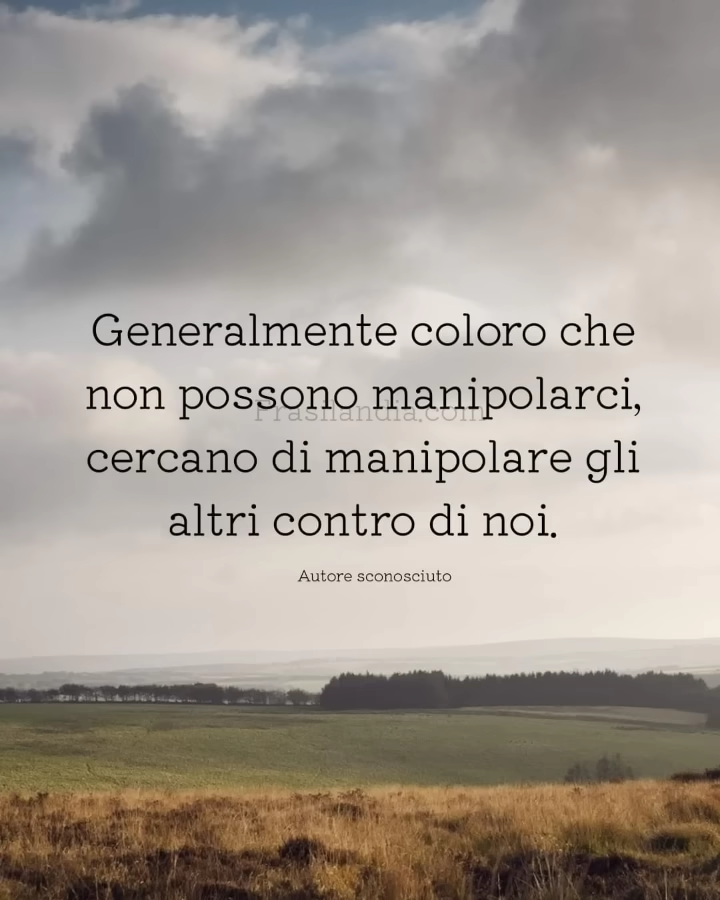 Generalmente coloro che
non possono manipolarci,
Frasilandia.com
cercano di manipolare gli
altri contro di noi.
Autore sconosciuto